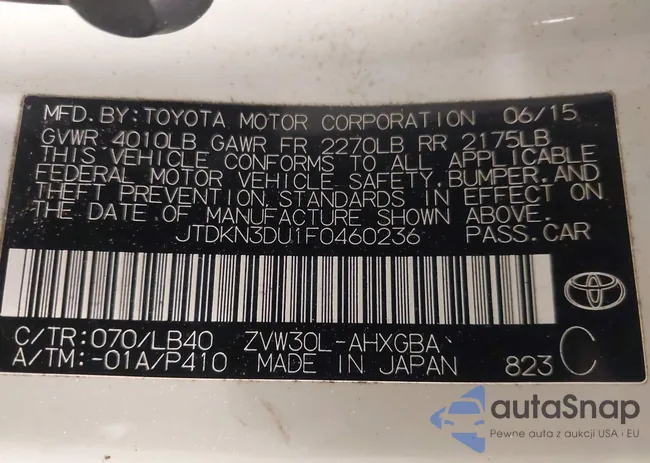 MFD. BY: TOYOTA MOTOR CORPORATION 06/15
GVWR 4010LB GAWR FR 2270LB RR 2175LB
THIS VEHICLE CONFORMS TO ALL APPLICABLE
FEDERAL MOTOR VEHICLE SAFETY, BUMPER, AND
THEFT PREVENTION STANDARDS IN EFFECT ON
THE DATE OF MANUFACTURE SHOWN ABOVE.
JTDKN3DU1F0460236 PASS. CAR
C/TR: 070/LB40 ZVW30L-AHXGBA
A/TM: -01A/P410 MADE IN JAPAN 823 C
autaSnap
Pewne auta z aukcji USA i EU